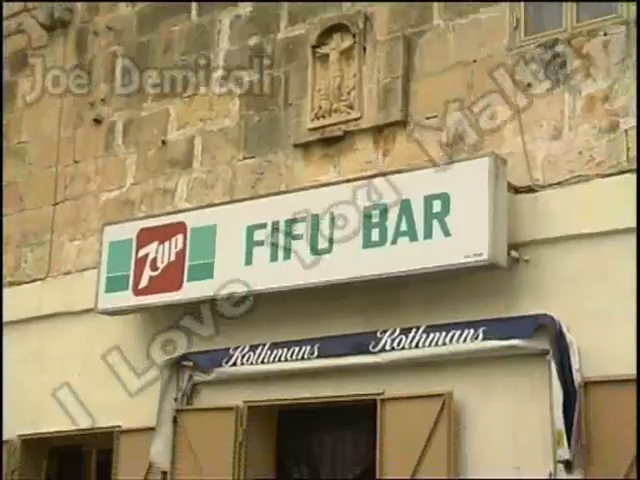 Joe Demicoli
I Love You Malta
7UP FIFU BAR
Rothmans Rothmans